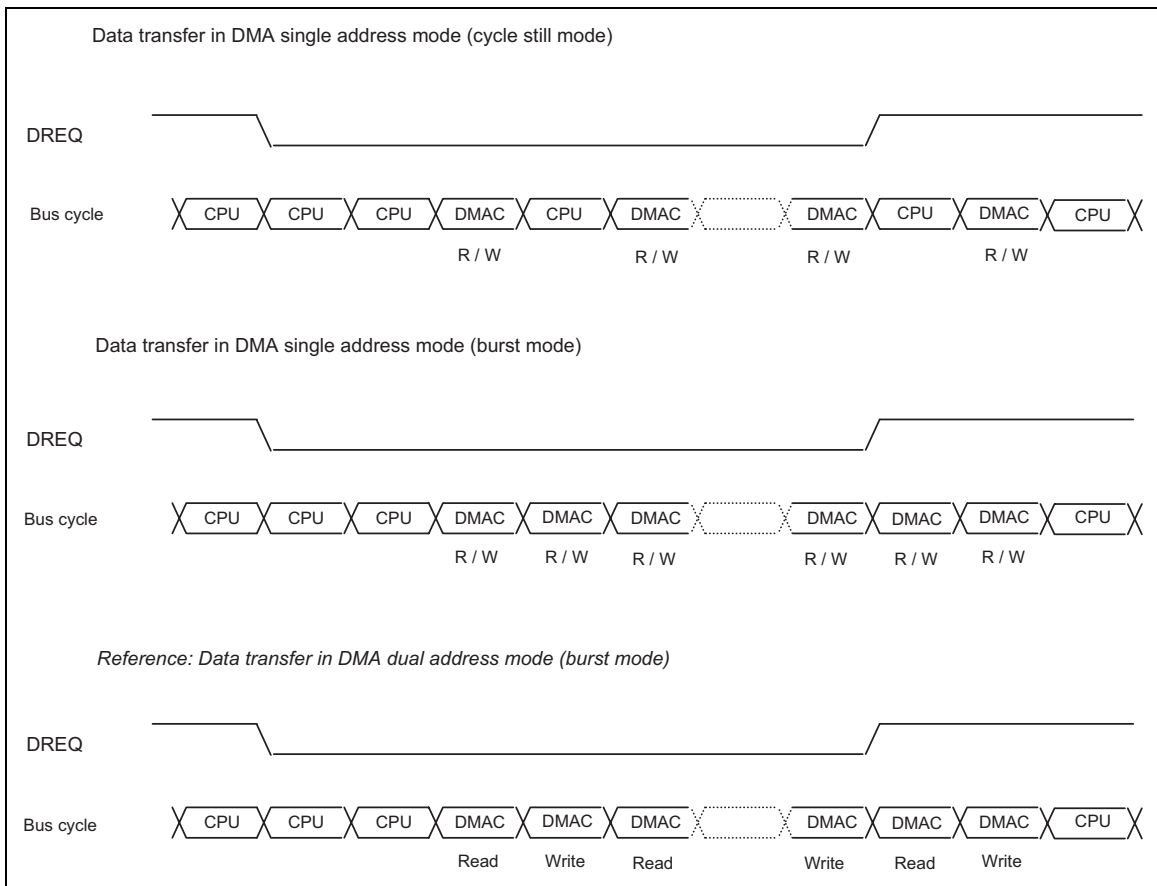 Data transfer in DMA single address mode (cycle still mode)
DREQ
Bus cycle CPU CPU CPU DMAC CPU DMAC DMAC CPU DMAC CPU
R / W R / W R / W R / W
Data transfer in DMA single address mode (burst mode)
DREQ
Bus cycle CPU CPU CPU DMAC DMAC DMAC DMAC DMAC DMAC CPU
R / W R / W R / W R / W R / W R / W
Reference: Data transfer in DMA dual address mode (burst mode)
DREQ
Bus cycle CPU CPU CPU DMAC DMAC DMAC DMAC DMAC DMAC CPU
Read Write Read Write Read Write